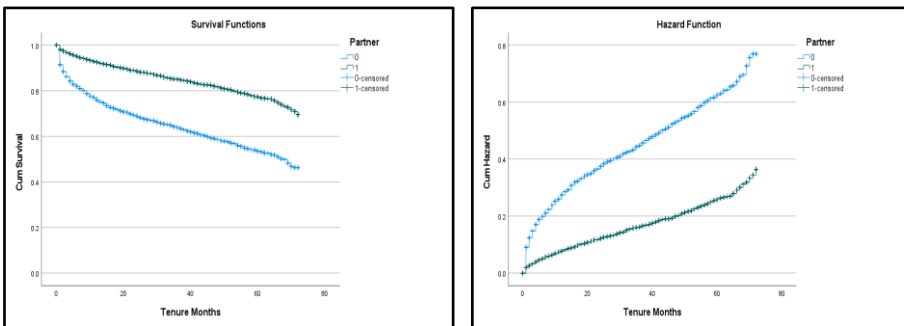 Survival Functions
Partner
0
1
0-censored
1-censored
Cum Survival
1.0
0.8
0.6
0.4
0.2
0.0
0
20
40
60
80
Tenure Months
Hazard Function
Partner
0
1
0-censored
1-censored
Cum Hazard
0.8
0.6
0.4
0.2
0.0
0
20
40
60
80
Tenure Months